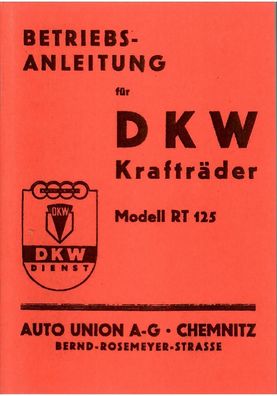 BETRIEBS-
ANLEITUNG
für
DKW
Krafträder
Modell RT 125
DKW
DKW
DIENST
AUTO UNION A-G · CHEMNITZ
BERND-ROSEMEYER-STRASSE